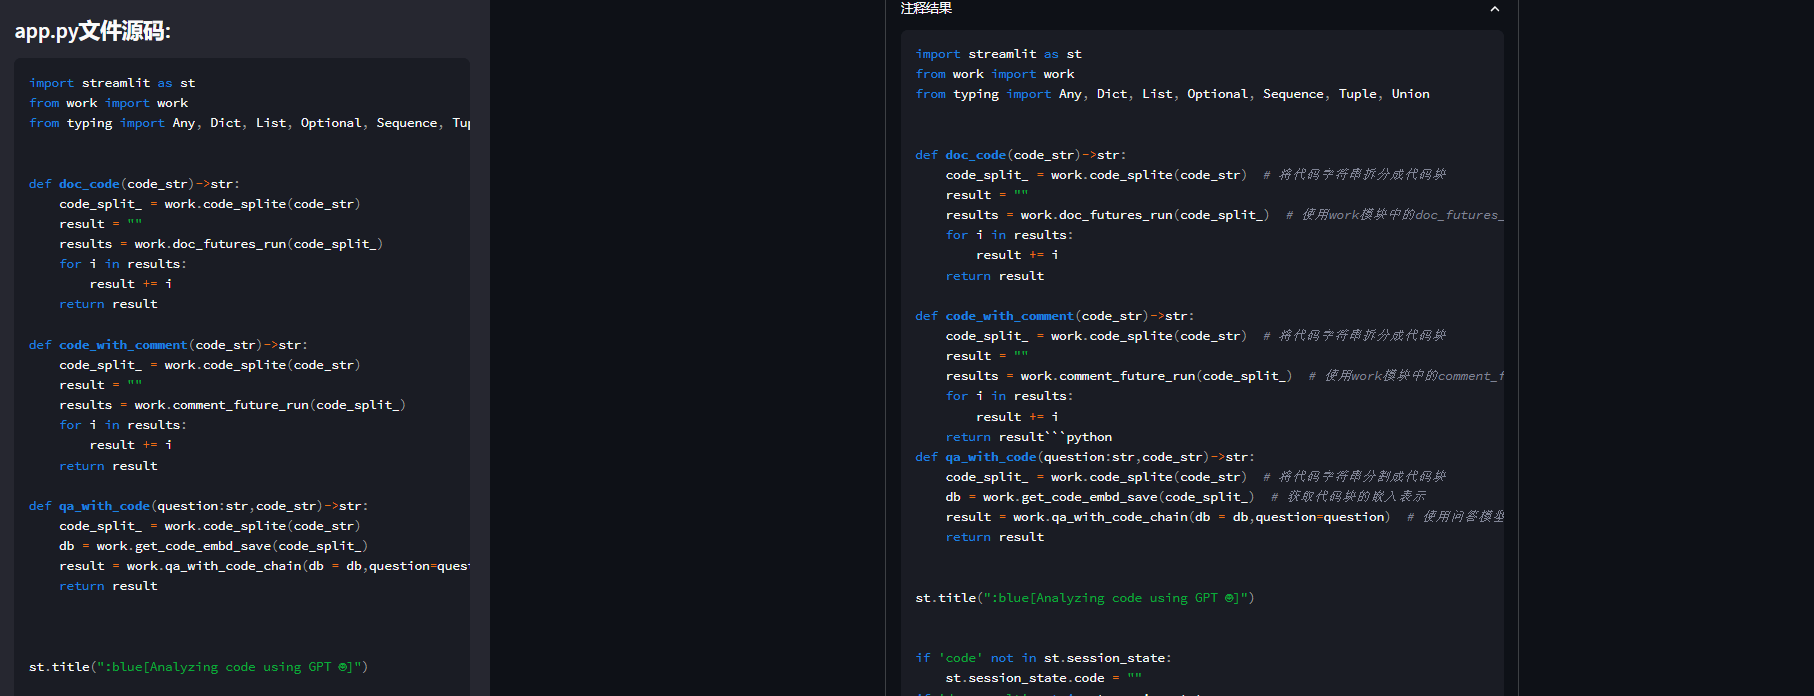 app.py文件源码:
import streamlit as st
from work import work
from typing import Any, Dict, List, Optional, Sequence, Tup
def doc_code(code_str)->str:
    code_split_ = work.code_splite(code_str)
    result = ""
    results = work.doc_futures_run(code_split_)
    for i in results:
        result += i
    return result
def code_with_comment(code_str)->str:
    code_split_ = work.code_splite(code_str)
    result = ""
    results = work.comment_future_run(code_split_)
    for i in results:
        result += i
    return result
def qa_with_code(question:str,code_str)->str:
    code_split_ = work.code_splite(code_str)
    db = work.get_code_embd_save(code_split_)
    result = work.qa_with_code_chain(db = db,question=quest
    return result
st.title(":blue[Analyzing code using GPT 🤓]")
注释结果
import streamlit as st
from work import work
from typing import Any, Dict, List, Optional, Sequence, Tuple, Union
def doc_code(code_str)->str:
    code_split_ = work.code_splite(code_str)  # 将代码字符串拆分成代码块
    result = ""
    results = work.doc_futures_run(code_split_)  # 使用work模块中的doc_futures_
    for i in results:
        result += i
    return result
def code_with_comment(code_str)->str:
    code_split_ = work.code_splite(code_str)  # 将代码字符串拆分成代码块
    result = ""
    results = work.comment_future_run(code_split_)  # 使用work模块中的comment_f
    for i in results:
        result += i
    return result```python
def qa_with_code(question:str,code_str)->str:
    code_split_ = work.code_splite(code_str)  # 将代码字符串分割成代码块
    db = work.get_code_embd_save(code_split_)  # 获取代码块的嵌入表示
    result = work.qa_with_code_chain(db = db,question=question)  # 使用问答模型
    return result
st.title(":blue[Analyzing code using GPT 🤓]")
if 'code' not in st.session_state:
    st.session_state.code = ""